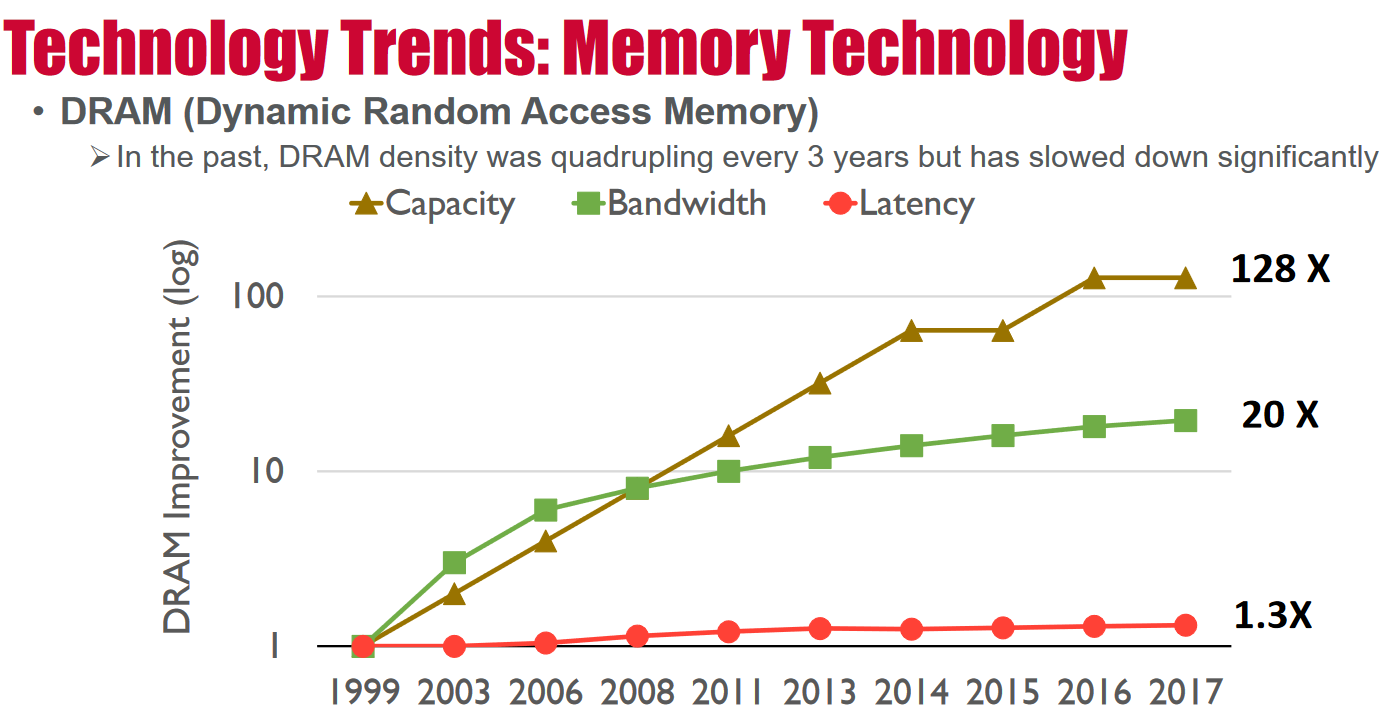 Technology Trends: Memory Technology
• DRAM (Dynamic Random Access Memory)
➢ In the past, DRAM density was quadrupling every 3 years but has slowed down significantly
Capacity Bandwidth Latency
DRAM Improvement (log)
100
10
1
128 X
20 X
1.3X
1999 2003 2006 2008 2011 2013 2014 2015 2016 2017